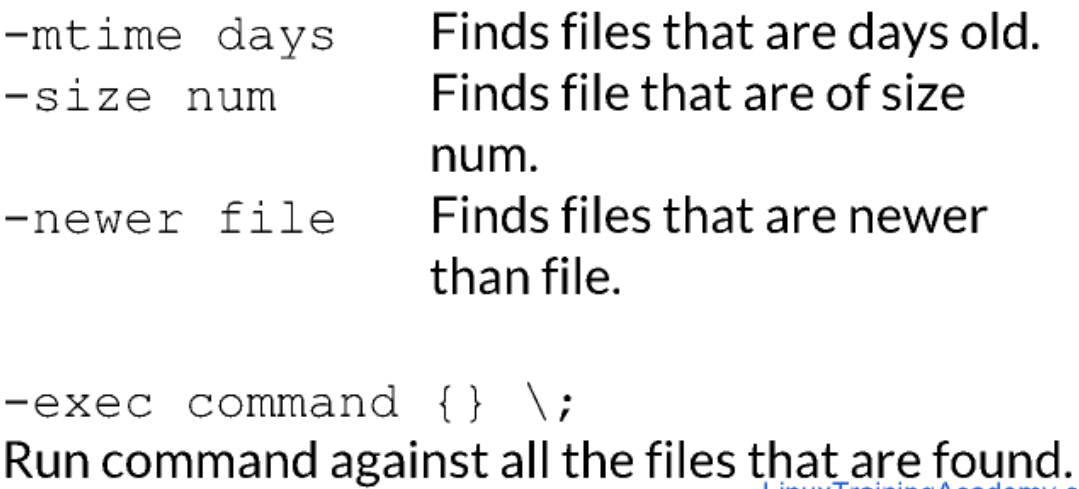 -mtime days Finds files that are days old.
-size num Finds file that are of size
num.
-newer file Finds files that are newer
than file.
-exec command {} \;
Run command against all the files that are found.